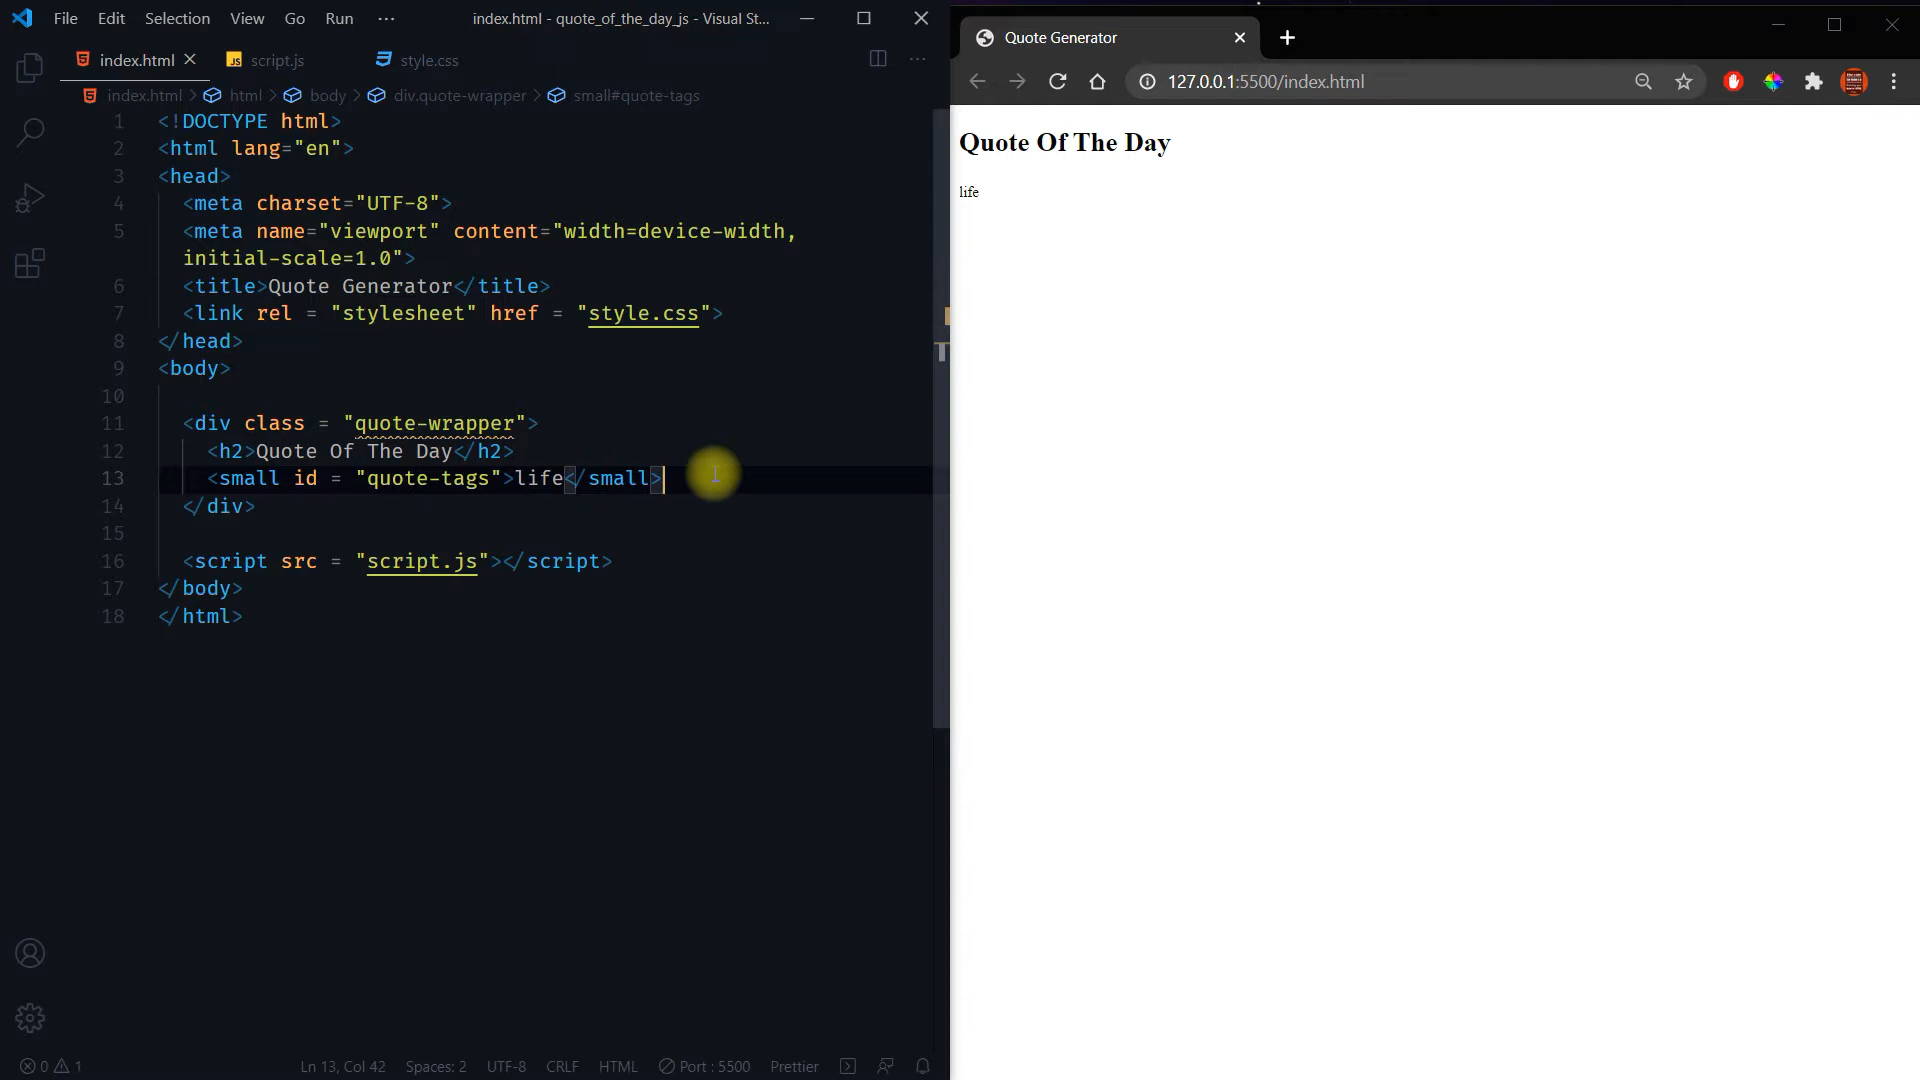 File Edit Selection View Go Run ··· index.html - quote_of_the_day_js - Visual St...
index.html script.js style.css
index.html > html > body > div.quote-wrapper > small#quote-tags
1 <!DOCTYPE html>
2 <html lang="en">
3 <head>
4 <meta charset="UTF-8">
5 <meta name="viewport" content="width=device-width,
initial-scale=1.0">
6 <title>Quote Generator</title>
7 <link rel = "stylesheet" href = "style.css">
8 </head>
9 <body>
10
11 <div class = "quote-wrapper">
12 <h2>Quote Of The Day</h2>
13 <small id = "quote-tags">life</small>
14 </div>
15
16 <script src = "script.js"></script>
17 </body>
18 </html>
0 1 Ln 13, Col 42 Spaces: 2 UTF-8 CRLF HTML Port : 5500 Prettier
Quote Generator
127.0.0.1:5500/index.html
Quote Of The Day
life